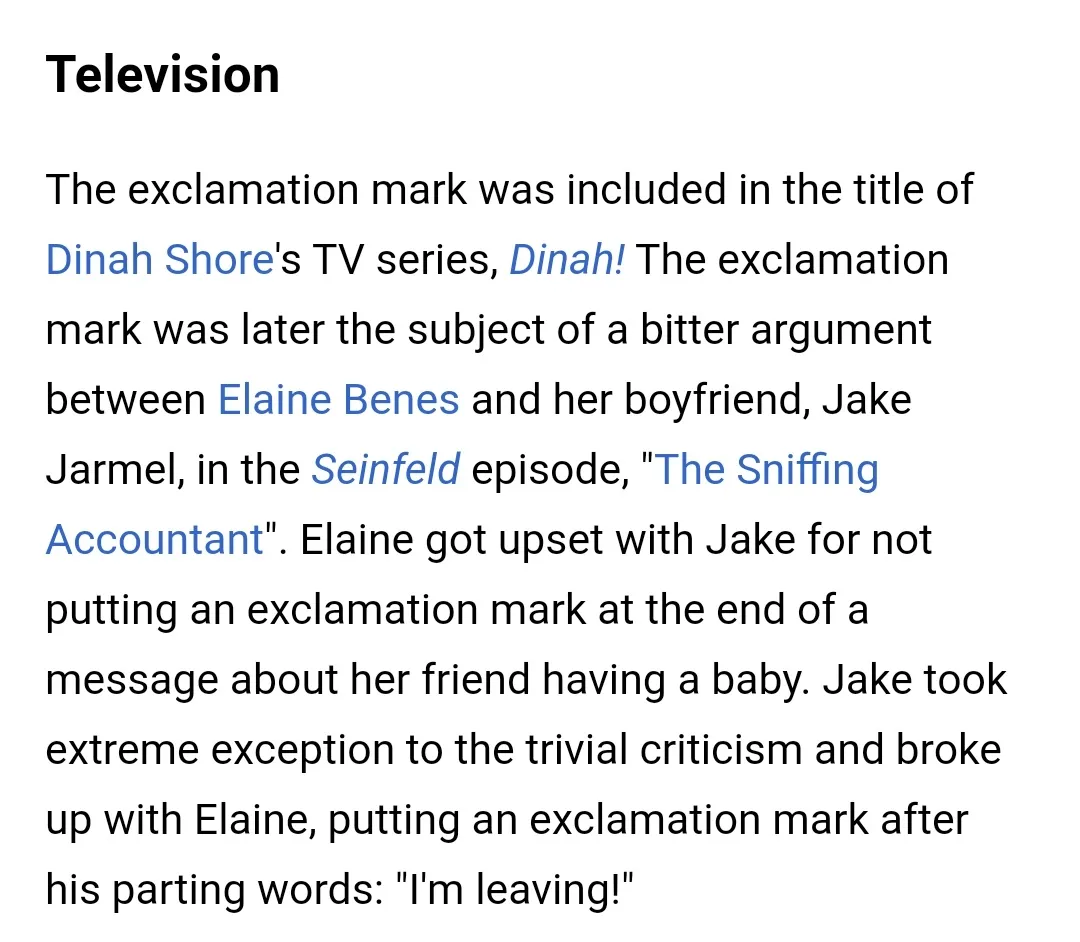 Television
The exclamation mark was included in the title of
Dinah Shore's TV series, Dinah! The exclamation
mark was later the subject of a bitter argument
between Elaine Benes and her boyfriend, Jake
Jarmel, in the Seinfeld episode, "The Sniffing
Accountant". Elaine got upset with Jake for not
putting an exclamation mark at the end of a
message about her friend having a baby. Jake took
extreme exception to the trivial criticism and broke
up with Elaine, putting an exclamation mark after
his parting words: "I'm leaving!"